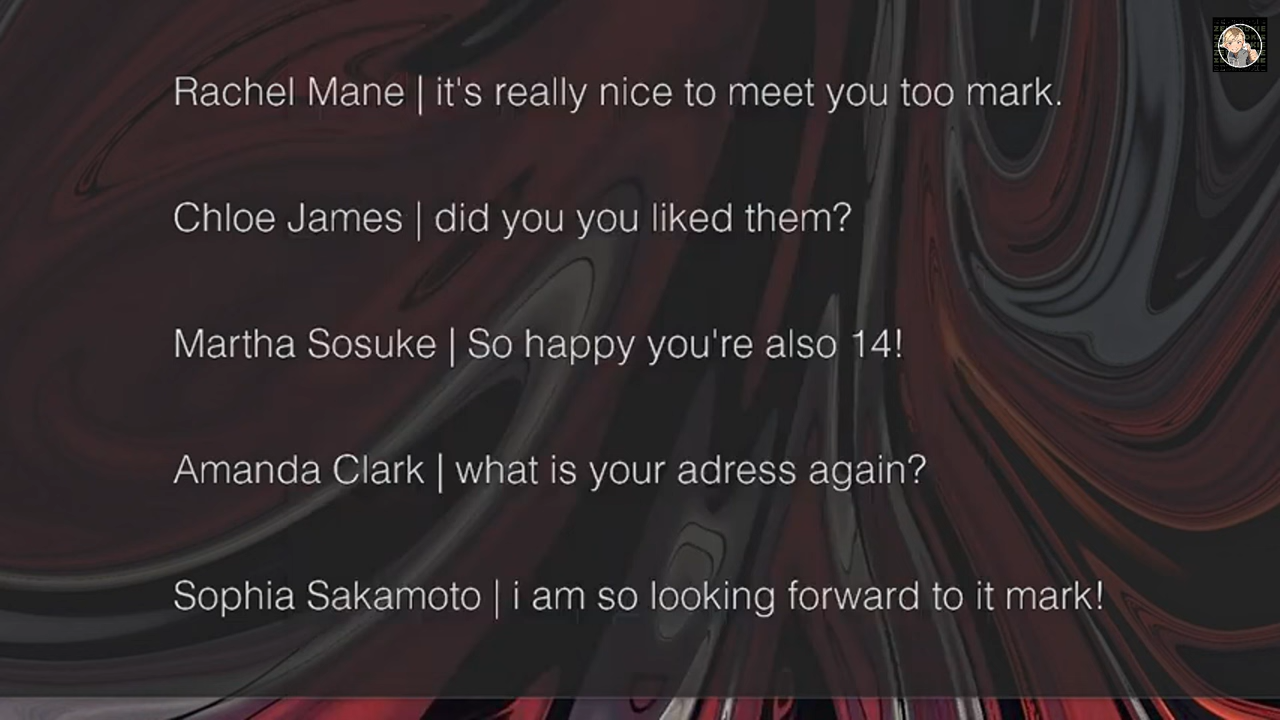 Rachel Mane | it's really nice to meet you too mark.
Chloe James | did you you liked them?
Martha Sosuke | So happy you're also 14!
Amanda Clark | what is your adress again?
Sophia Sakamoto | i am so looking forward to it mark!